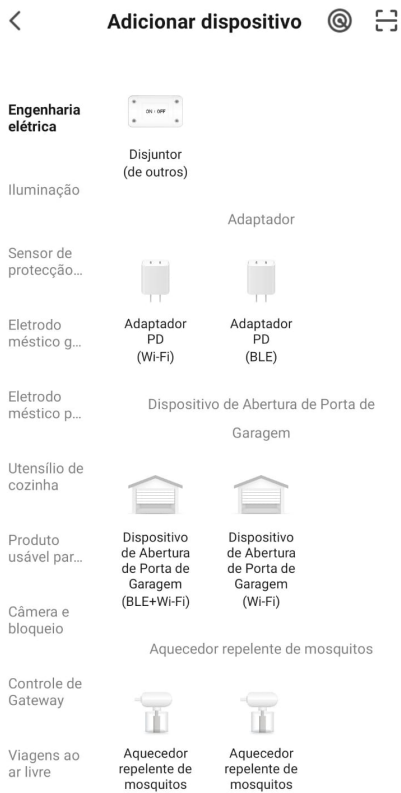 Adicionar dispositivo
Engenharia
elétrica
Iluminação
Sensor de
protecção...
Eletrodo
méstico g...
Eletrodo
méstico p...
Utensílio de
cozinha
Produto
usável par...
Câmera e
bloqueio
Controle de
Gateway
Viagens ao
ar livre
ON / OFF
Disjuntor
(de outros)
Adaptador
Adaptador
PD
(Wi-Fi)
Adaptador
PD
(BLE)
Dispositivo de Abertura de Porta de
Garagem
Dispositivo
de Abertura
de Porta de
Garagem
(BLE+Wi-Fi)
Dispositivo
de Abertura
de Porta de
Garagem
(Wi-Fi)
Aquecedor repelente de mosquitos
Aquecedor
repelente de
mosquitos
Aquecedor
repelente de
mosquitos